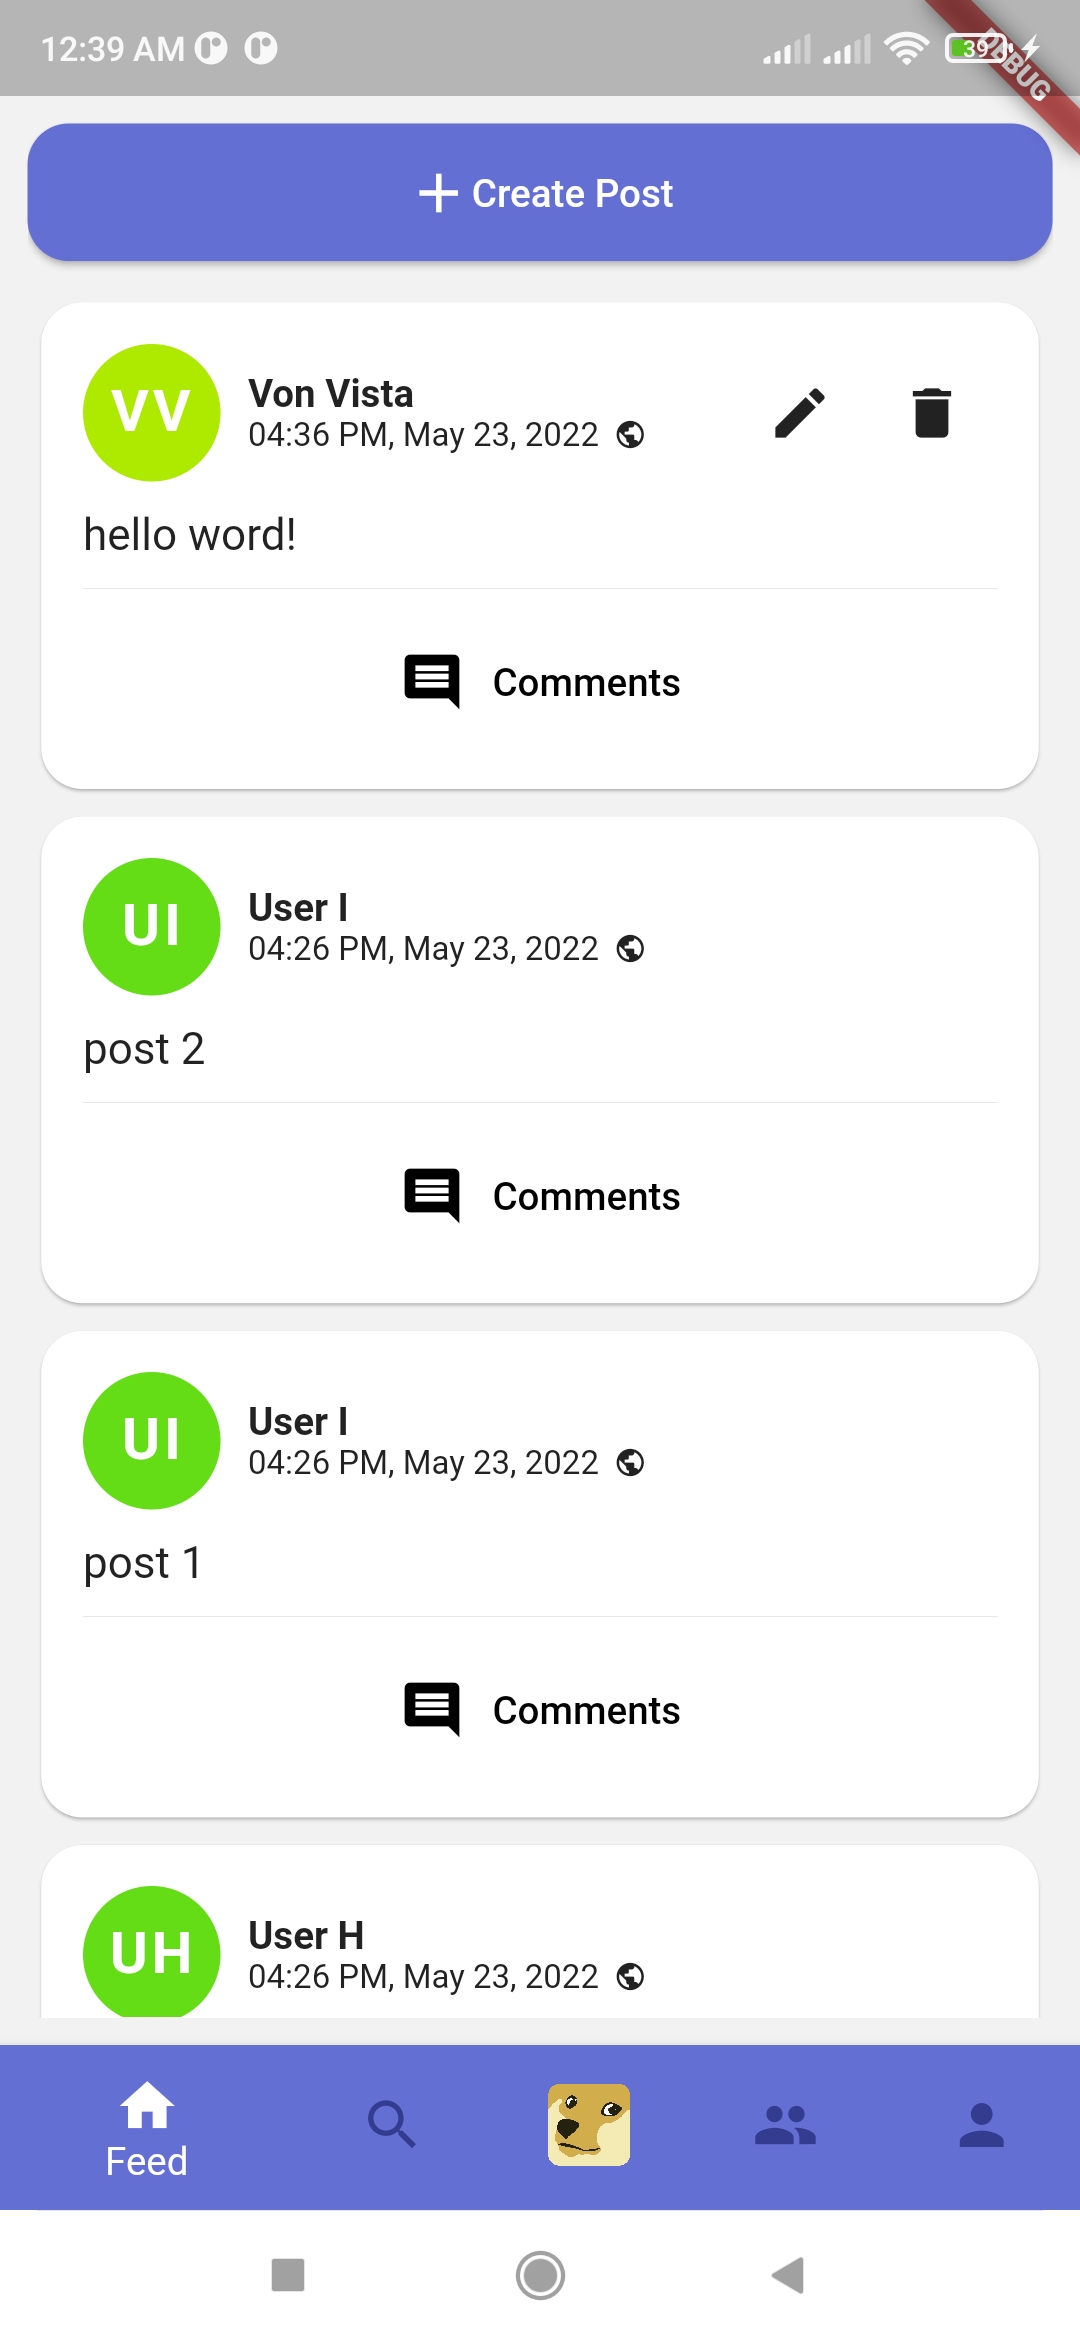 12:39 AM
39
DEBUG
Create Post
VV
Von Vista
04:36 PM, May 23, 2022
hello word!
Comments
UI
User I
04:26 PM, May 23, 2022
post 2
Comments
UI
User I
04:26 PM, May 23, 2022
post 1
Comments
UH
User H
04:26 PM, May 23, 2022
Feed